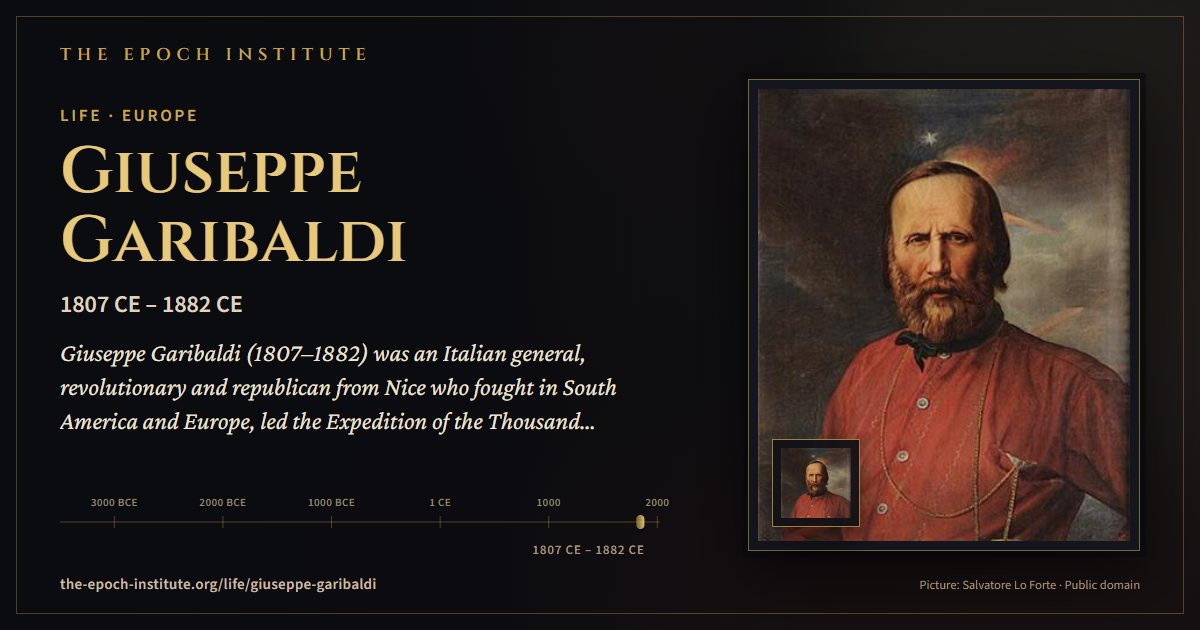 THE EPOCH INSTITUTE
LIFE · EUROPE
GIUSEPPE
GARIBALDI
1807 CE – 1882 CE
Giuseppe Garibaldi (1807–1882) was an Italian general,
revolutionary and republican from Nice who fought in South
America and Europe, led the Expedition of the Thousand...
3000 BCE 2000 BCE 1000 BCE 1 CE 1000 2000
1807 CE – 1882 CE
the-epoch-institute.org/life/giuseppe-garibaldi
Picture: Salvatore Lo Forte · Public domain